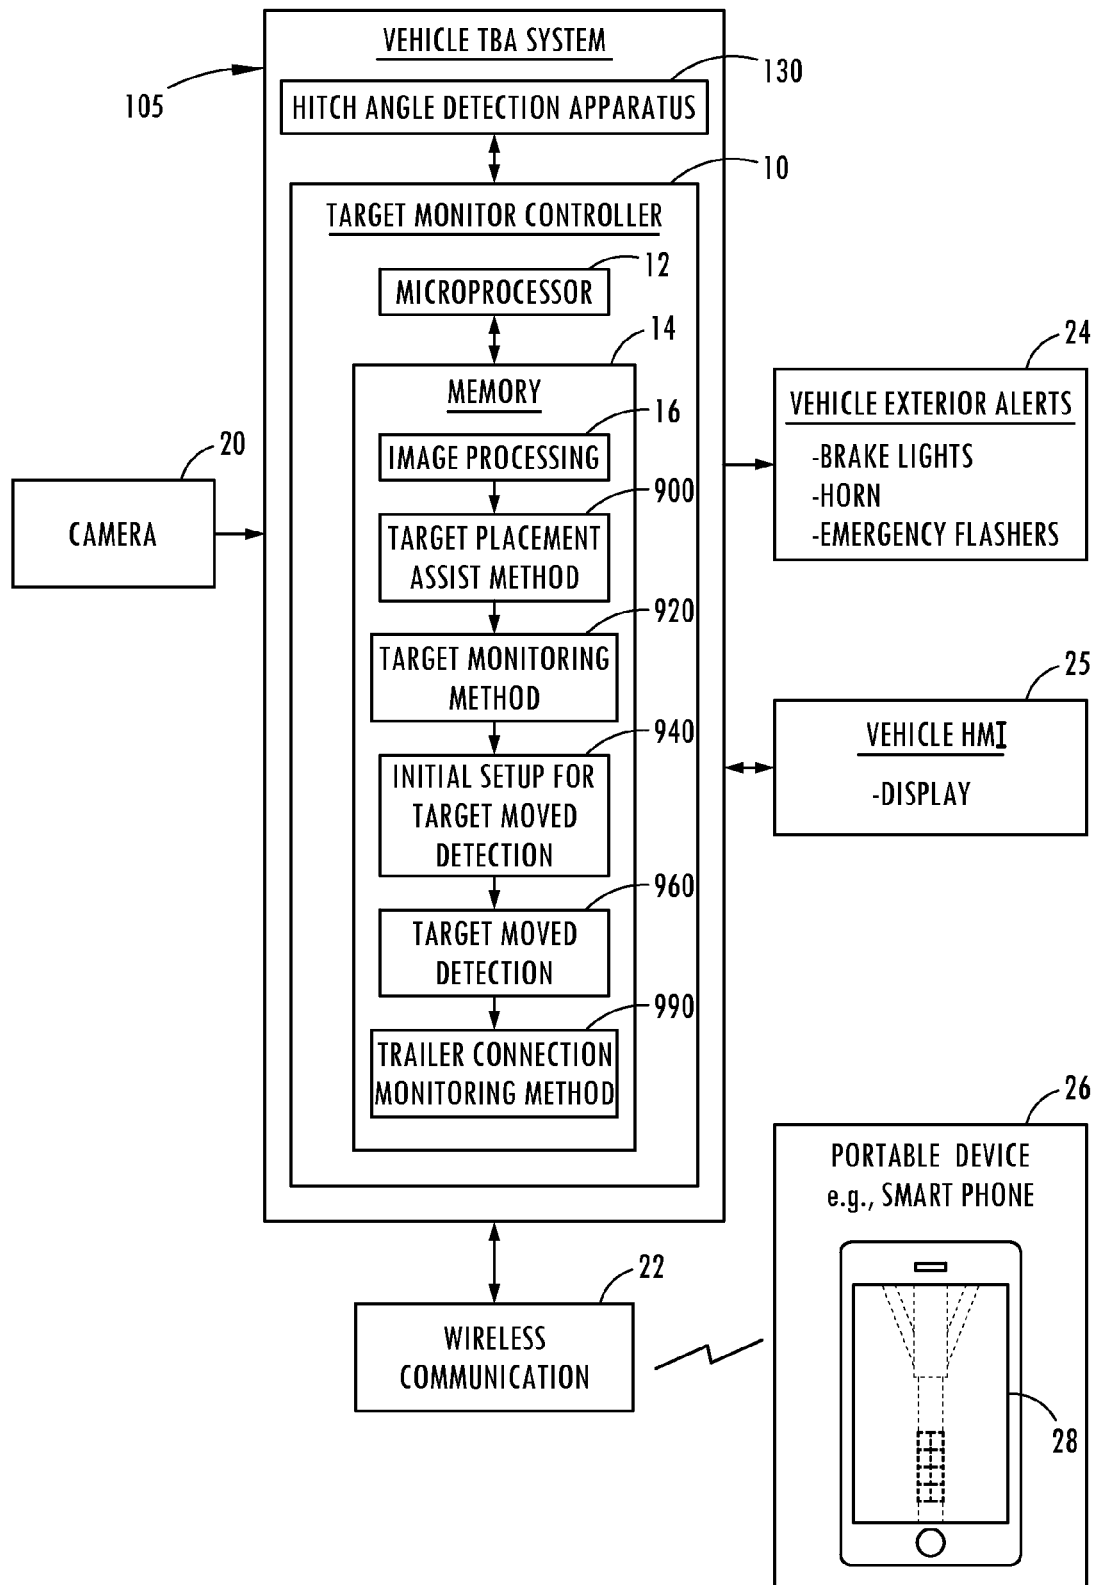 VEHICLE TBA SYSTEM
105
130
HITCH ANGLE DETECTION APPARATUS
10
TARGET MONITOR CONTROLLER
12
MICROPROCESSOR
14
MEMORY
16
IMAGE PROCESSING
900
TARGET PLACEMENT
ASSIST METHOD
920
TARGET MONITORING
METHOD
940
INITIAL SETUP FOR
TARGET MOVED
DETECTION
960
TARGET MOVED
DETECTION
990
TRAILER CONNECTION
MONITORING METHOD
20
CAMERA
24
VEHICLE EXTERIOR ALERTS
-BRAKE LIGHTS
-HORN
-EMERGENCY FLASHERS
25
VEHICLE HMI
-DISPLAY
22
WIRELESS
COMMUNICATION
26
PORTABLE DEVICE
e.g., SMART PHONE
28